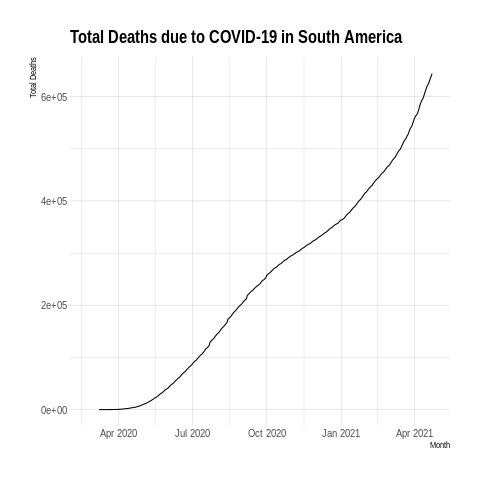 Total Deaths due to COVID-19 in South America
Total Deaths
6e+05
4e+05
2e+05
0e+00
Apr 2020 Jul 2020 Oct 2020 Jan 2021 Apr 2021
Month